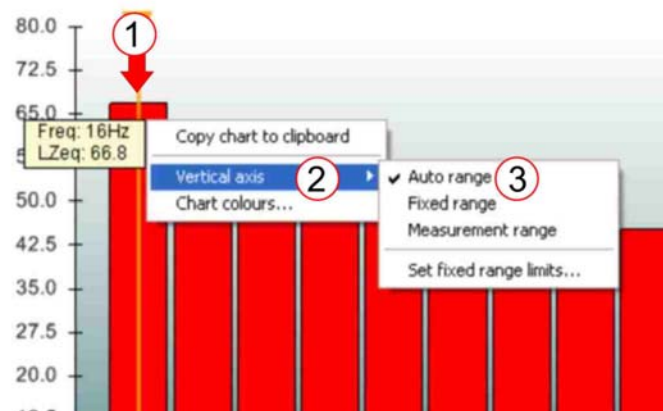 80.0
1
72.5
65.0
Freq: 16Hz
LZeq: 66.8
Copy chart to clipboard
Vertical axis 2
Auto range 3
50.0
Chart colours...
Fixed range
Measurement range
42.5
Set fixed range limits...
35.0
27.5
20.0